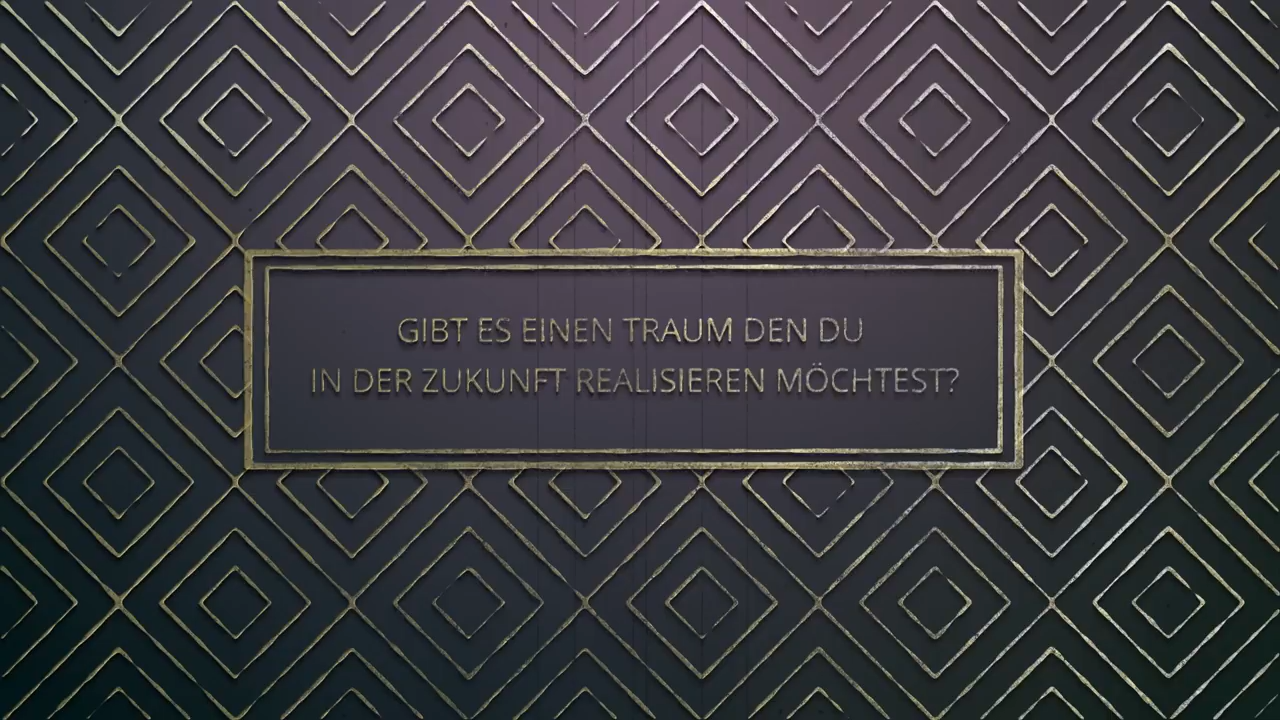 GIBT ES EINEN TRAUM DEN DU
IN DER ZUKUNFT REALISIEREN MÖCHTEST?